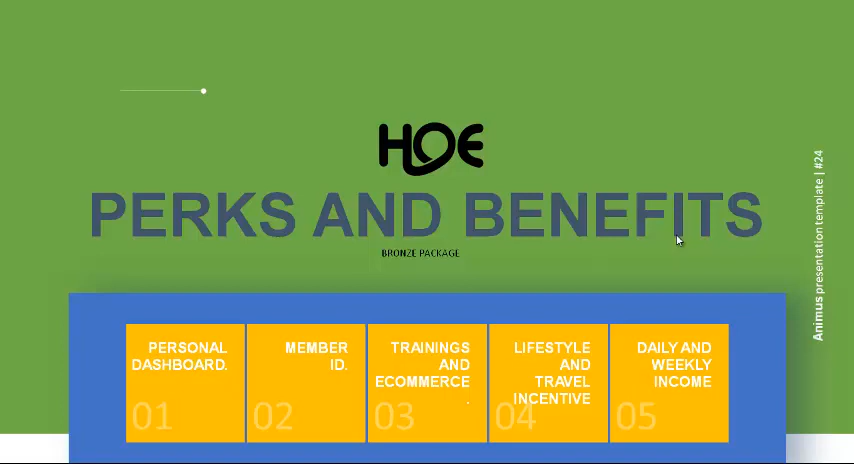 HOE
PERKS AND BENEFITS
BRONZE PACKAGE
PERSONAL
DASHBOARD.
01
MEMBER
ID.
02
TRAININGS
AND
ECOMMERCE
.
03
LIFESTYLE
AND
TRAVEL
INCENTIVE
04
DAILY AND
WEEKLY
INCOME
05
Animus presentation template | #24